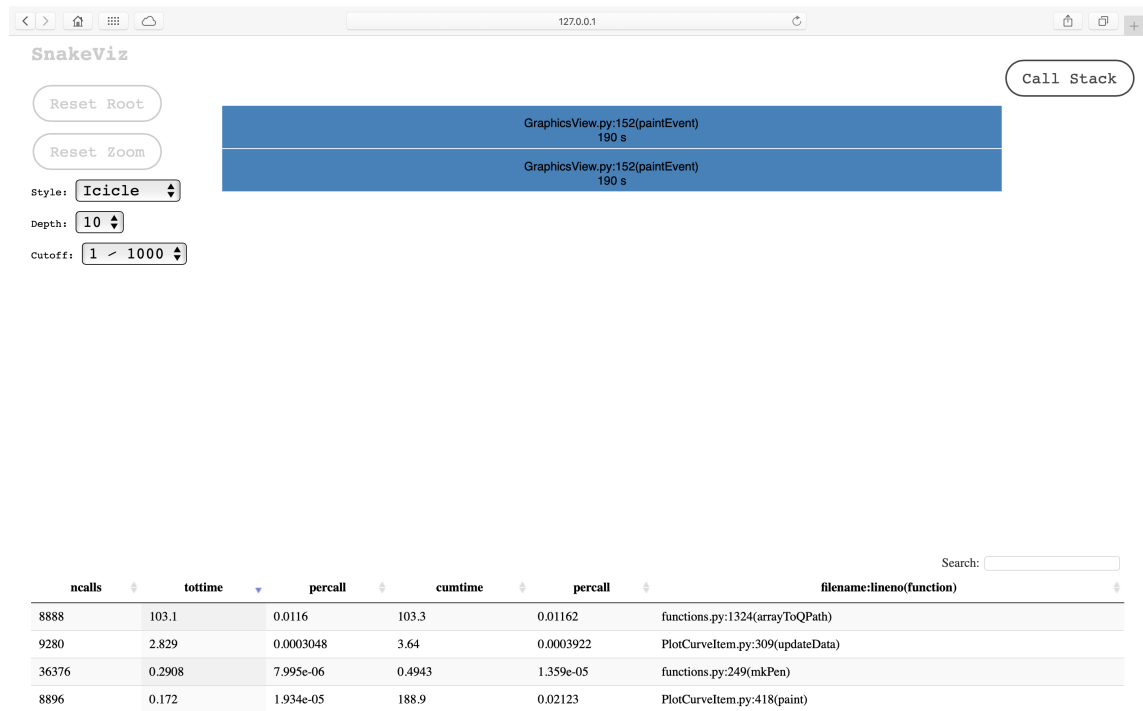 127.0.0.1
SnakeViz
Call Stack
Reset Root
Reset Zoom
Style: Icicle
Depth: 10
Cutoff: 1 / 1000
GraphicsView.py:152(paintEvent)
190 s
GraphicsView.py:152(paintEvent)
190 s
Search:
ncalls tottime percall cumtime percall filename:lineno(function)
8888 103.1 0.0116 103.3 0.01162 functions.py:1324(arrayToQPath)
9280 2.829 0.0003048 3.64 0.0003922 PlotCurveItem.py:309(updateData)
36376 0.2908 7.995e-06 0.4943 1.359e-05 functions.py:249(mkPen)
8896 0.172 1.934e-05 188.9 0.02123 PlotCurveItem.py:418(paint)